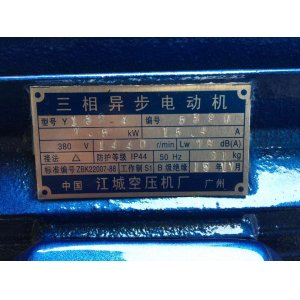 三相异步电动机
型号 Y 编号
kW A
380 V r/min Lw dB(A)
接法 △ 防护等级 IP44 50 Hz kg
标准编号 ZBK22007-88 工作制 S1 B 级绝缘 月
中国 江城空压机厂 广州